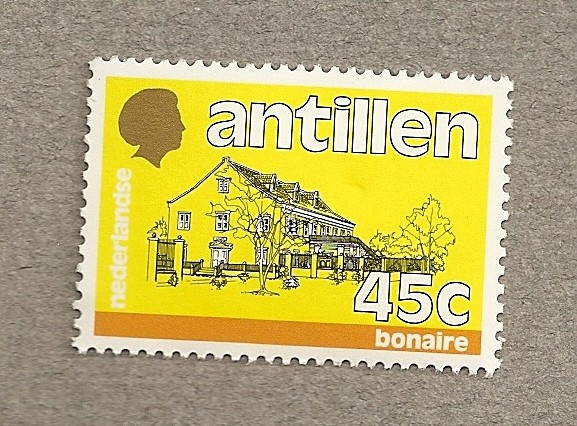 nederlandse
antillen
45c
bonaire